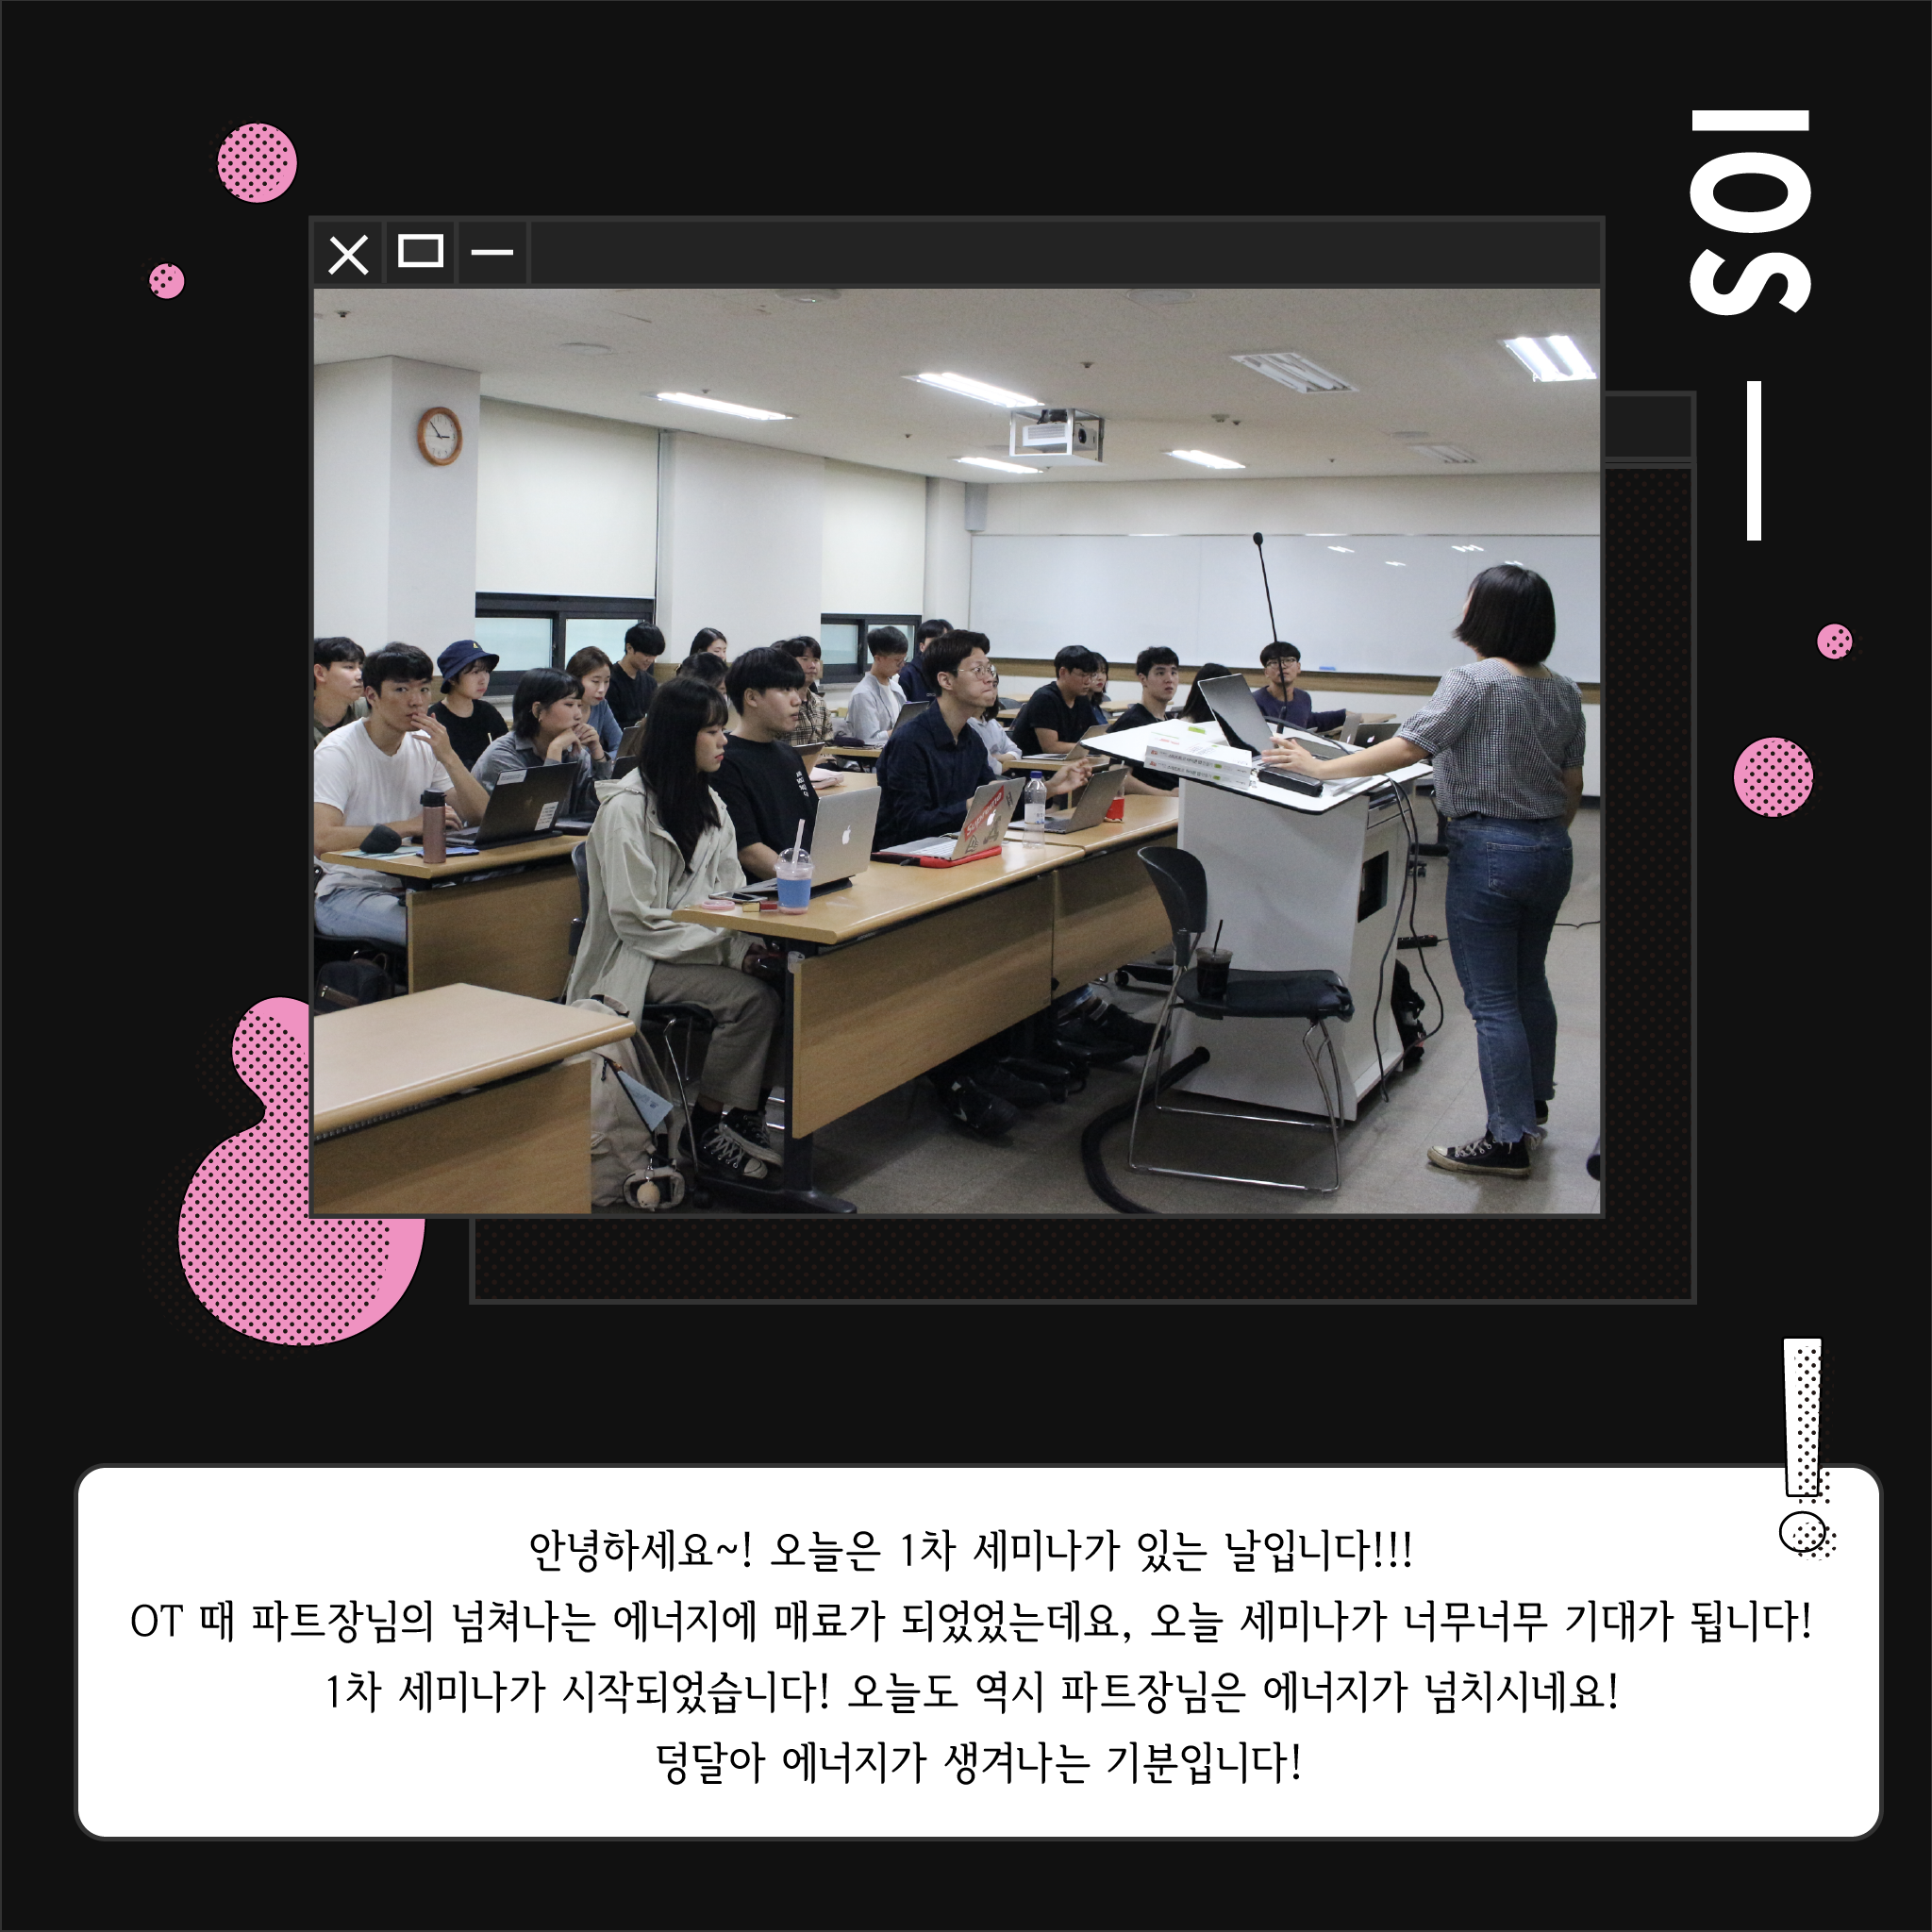 IOS
안녕하세요~! 오늘은 1차 세미나가 있는 날입니다!!!
OT 때 파트장님의 넘쳐나는 에너지에 매료가 되었었는데요, 오늘 세미나가 너무너무 기대가 됩니다!
1차 세미나가 시작되었습니다! 오늘도 역시 파트장님은 에너지가 넘치시네요!
덩달아 에너지가 생겨나는 기분입니다!